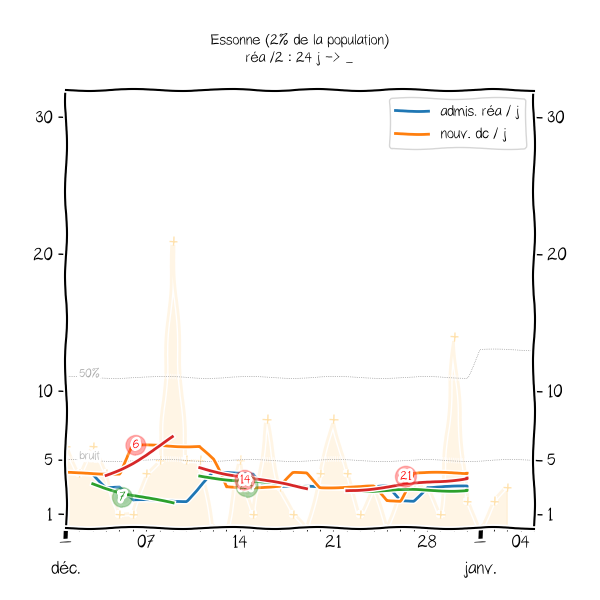 Essonne (2% de la population)
réa /2 : 24 j -> _
admis. réa / j
nouv. dc / j
30
30
20
20
50%
10
10
6
bruit
5
5
21
14
7
1
1
07
14
21
28
04
déc.
janv.